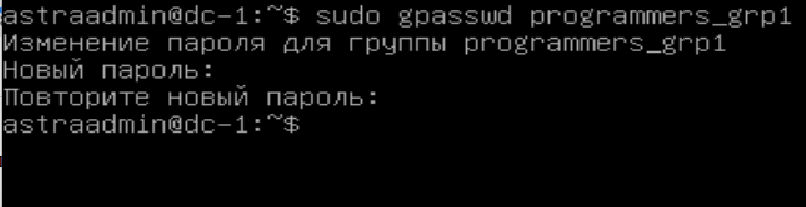 astraadmin@dc-1:~$ sudo gpasswd programmers_grp1
Изменение пароля для группы programmers_grp1
Новый пароль:
Повторите новый пароль:
astraadmin@dc-1:~$